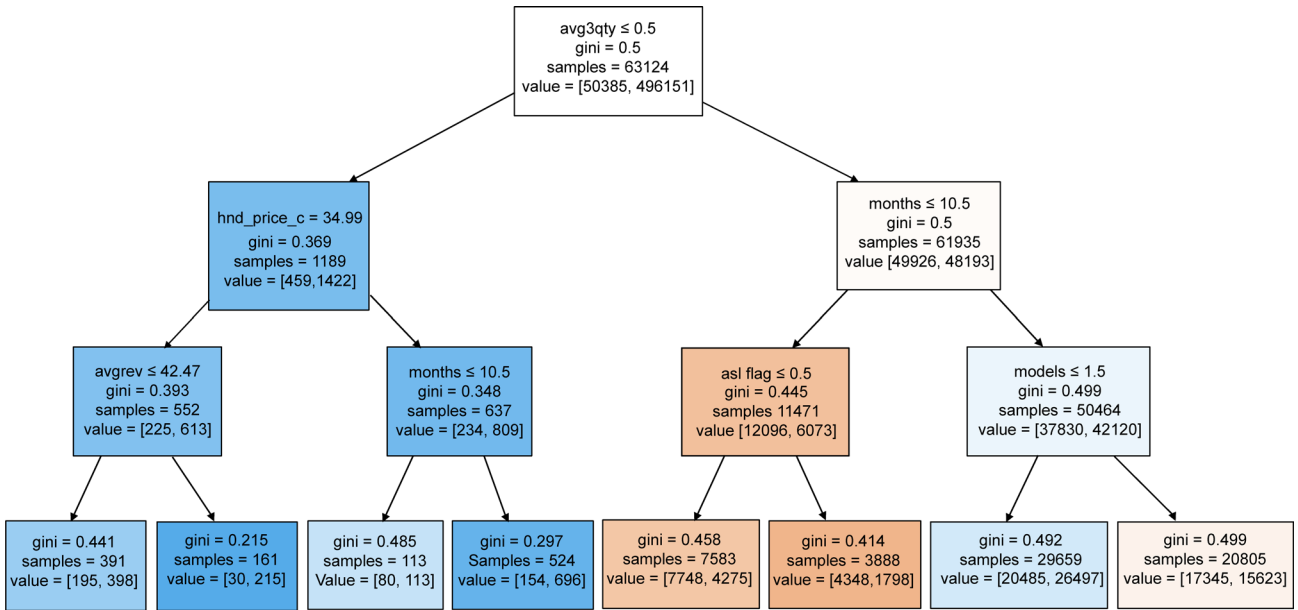 avg3qty ≤ 0.5
gini = 0.5
samples = 63124
value = [50385, 496151]
hnd_price_c = 34.99
gini = 0.369
samples = 1189
value = [459,1422]
months ≤ 10.5
gini = 0.5
samples = 61935
value [49926, 48193]
avgrev ≤ 42.47
gini = 0.393
samples = 552
value = [225, 613]
months ≤ 10.5
gini = 0.348
samples = 637
value = [234, 809]
asl flag ≤ 0.5
gini = 0.445
samples 11471
value [12096, 6073]
models ≤ 1.5
gini = 0.499
samples = 50464
value = [37830, 42120]
gini = 0.441
samples = 391
value = [195, 398]
gini = 0.215
samples = 161
value = [30, 215]
gini = 0.485
samples = 113
Value = [80, 113]
gini = 0.297
Samples = 524
value = [154, 696]
gini = 0.458
samples = 7583
value = [7748, 4275]
gini = 0.414
samples = 3888
value = [4348,1798]
gini = 0.492
samples = 29659
value = [20485, 26497]
gini = 0.499
samples = 20805
value = [17345, 15623]